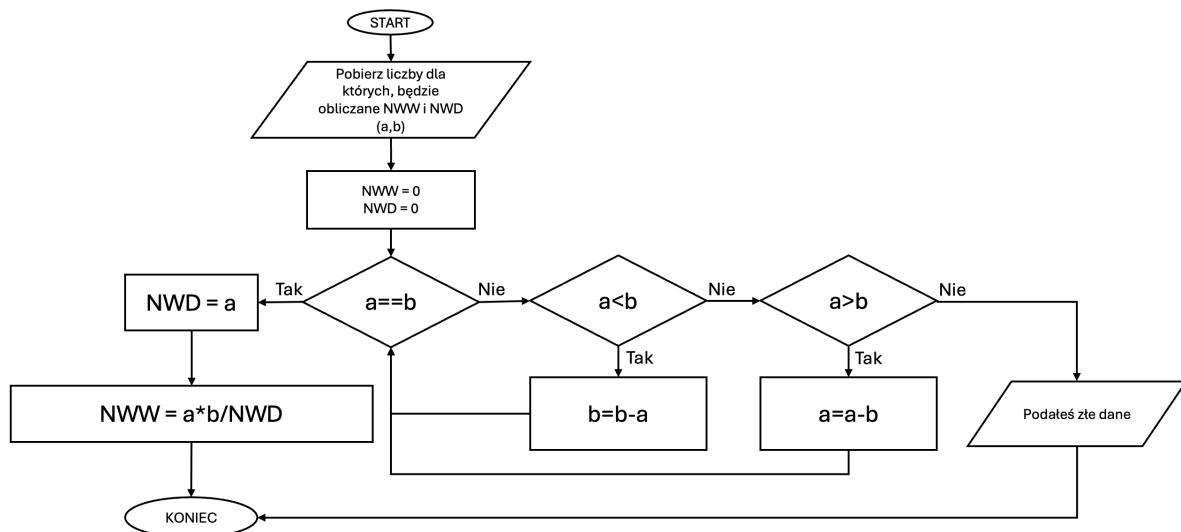 START
Pobierz liczby dla
których, będzie
obliczane NWW i NWD
(a,b)
NWW = 0
NWD = 0
NWD = a
Tak
a==b
Nie
a<b
Nie
a>b
Nie
Tak
Tak
NWW = a*b/NWD
b=b-a
a=a-b
Podałeś złe dane
KONIEC